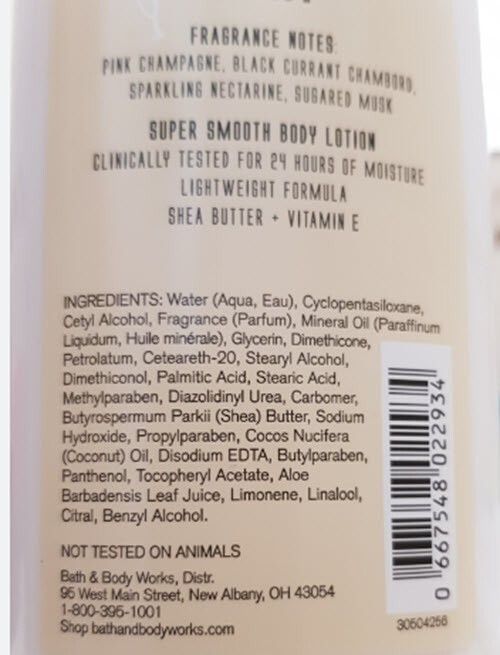 FRAGRANCE NOTES:
PINK CHAMPAGNE, BLACK CURRANT CHAMBORD,
SPARKLING NECTARINE, SUGARED MUSK
SUPER SMOOTH BODY LOTION
CLINICALLY TESTED FOR 24 HOURS OF MOISTURE
LIGHTWEIGHT FORMULA
SHEA BUTTER + VITAMIN E
INGREDIENTS: Water (Aqua, Eau), Cyclopentasiloxane,
Cetyl Alcohol, Fragrance (Parfum), Mineral Oil (Paraffinum
Liquidum, Huile minérale), Glycerin, Dimethicone,
Petrolatum, Ceteareth-20, Stearyl Alcohol,
Dimethiconol, Palmitic Acid, Stearic Acid,
Methylparaben, Diazolidinyl Urea, Carbomer,
Butyrospermum Parkii (Shea) Butter, Sodium
Hydroxide, Propylparaben, Cocos Nucifera
(Coconut) Oil, Disodium EDTA, Butylparaben,
Panthenol, Tocopheryl Acetate, Aloe
Barbadensis Leaf Juice, Limonene, Linalool,
Citral, Benzyl Alcohol.
NOT TESTED ON ANIMALS
Bath & Body Works, Distr.
95 West Main Street, New Albany, OH 43054
1-800-395-1001
Shop bathandbodyworks.com
0 667548 022934
30504256